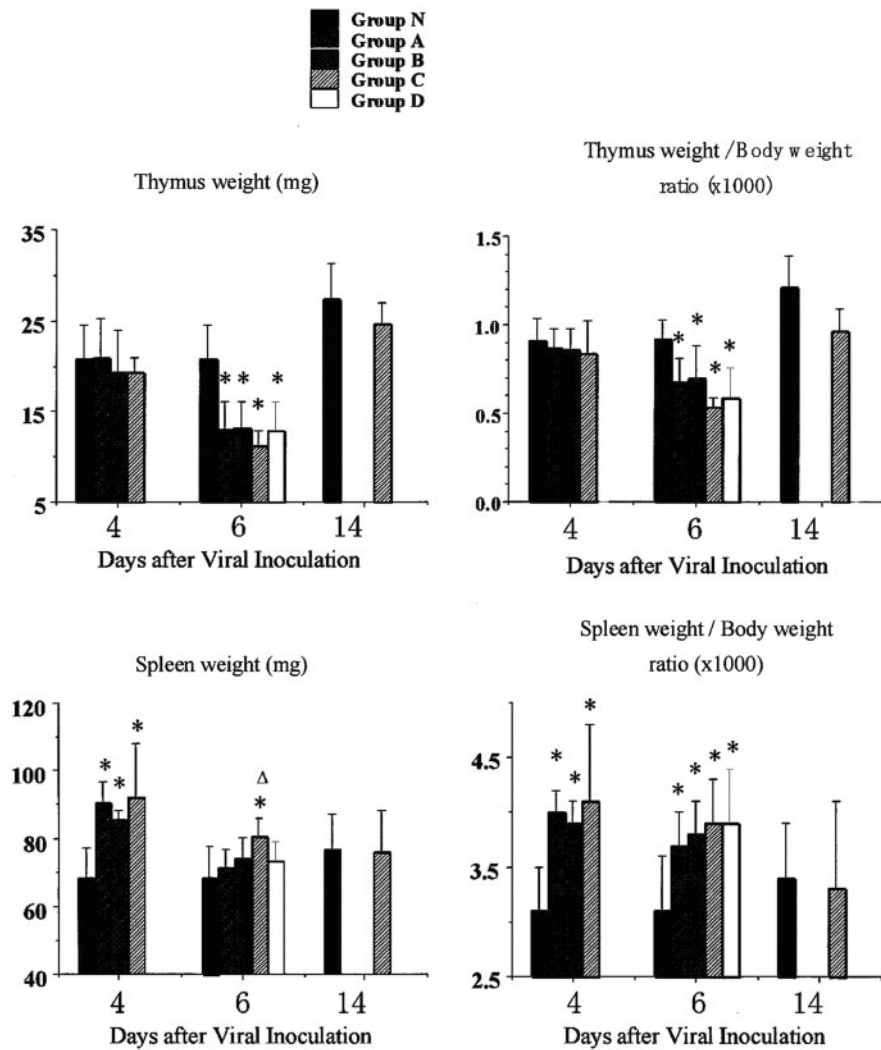 Group N
Group A
Group B
Group C
Group D
Thymus weight (mg)
35
25
15
5
* * * *
4 6 14
Days after Viral Inoculation
Thymus weight /Body weight
ratio (x1000)
1.5
1.0
0.5
0.0
* * * *
4 6 14
Days after Viral Inoculation
Spleen weight (mg)
120
100
80
60
40
* * *
Δ
*
4 6 14
Days after Viral Inoculation
Spleen weight / Body weight
ratio (x1000)
4.5
3.5
2.5
* * * * * * *
4 6 14
Days after Viral Inoculation